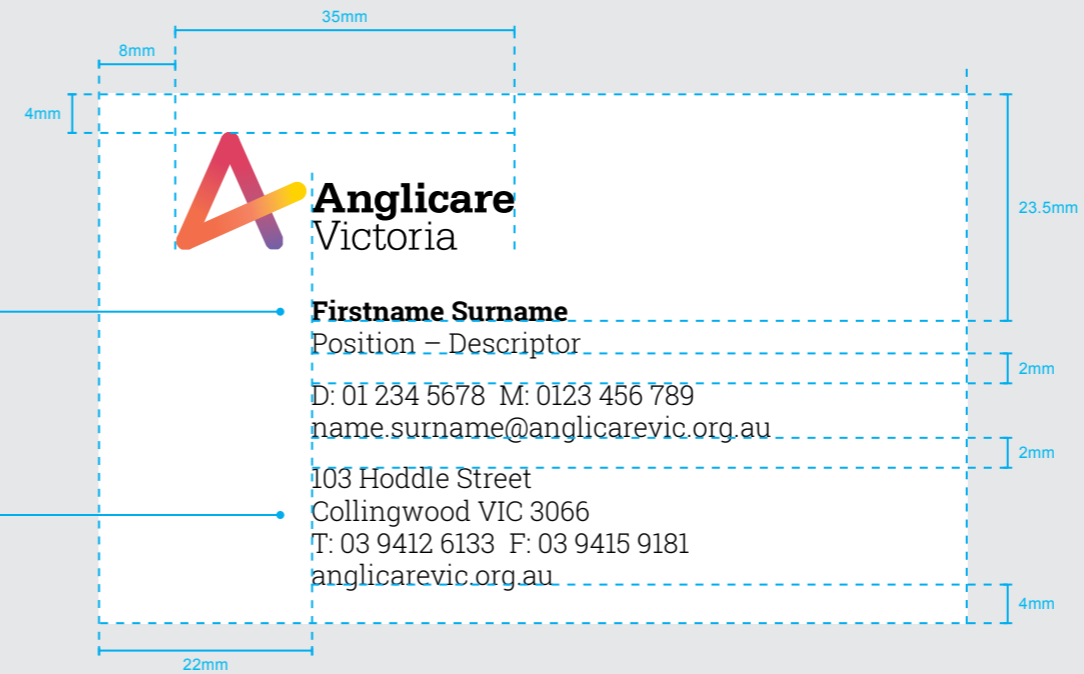 35mm
8mm
4mm
Anglicare
Victoria
23.5mm
Firstname Surname
Position – Descriptor
2mm
D: 01 234 5678  M: 0123 456 789
name.surname@anglicarevic.org.au
2mm
103 Hoddle Street
Collingwood VIC 3066
T: 03 9412 6133  F: 03 9415 9181
anglicarevic.org.au
4mm
22mm